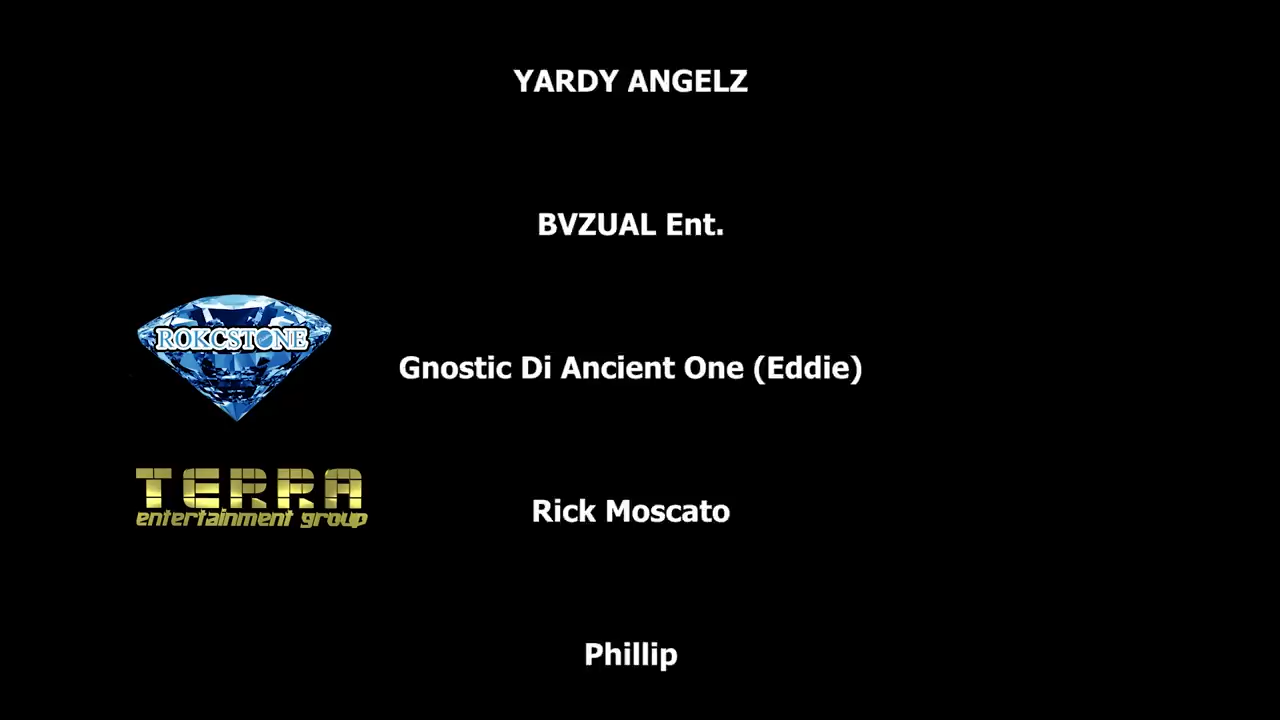 YARDY ANGELZ
BVZUAL Ent.
ROKCSTONE
Gnostic Di Ancient One (Eddie)
TERRA
entertainment group
Rick Moscato
Phillip